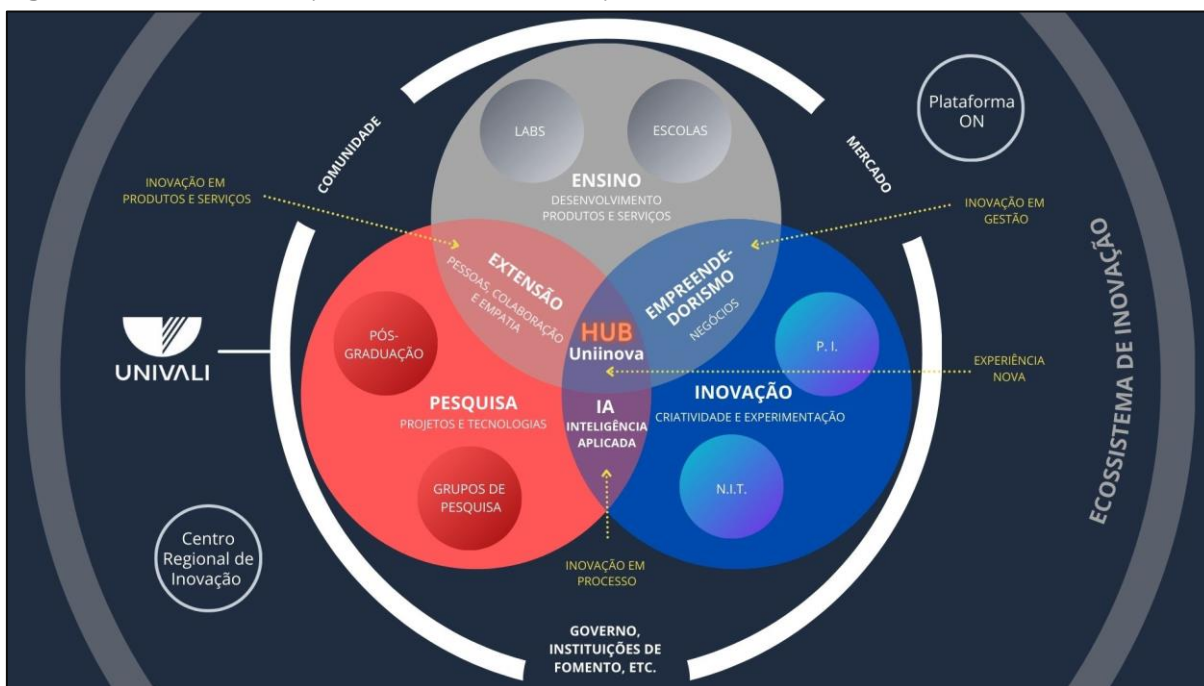 Plataforma
ON
COMUNIDADE
MERCADO
LABS
ESCOLAS
ENSINO
DESENVOLVIMENTO
PRODUTOS E SERVIÇOS
INOVAÇÃO EM
PRODUTOS E SERVIÇOS
INOVAÇÃO EM
GESTÃO
EXTENSÃO
PESSOAS, COLABORAÇÃO
E EMPATIA
EMPREENDE-
DORISMO
NEGÓCIOS
HUB
Uniinova
PÓS-
GRADUAÇÃO
P. I.
UNIVALI
EXPERIÊNCIA
NOVA
PESQUISA
PROJETOS E TECNOLOGIAS
IA
INTELIGÊNCIA
APLICADA
INOVAÇÃO
CRIATIVIDADE E EXPERIMENTAÇÃO
GRUPOS DE
PESQUISA
N.I.T.
ECOSSISTEMA DE INOVAÇÃO
Centro
Regional de
Inovação
INOVAÇÃO EM
PROCESSO
GOVERNO,
INSTITUIÇÕES DE
FOMENTO, ETC.